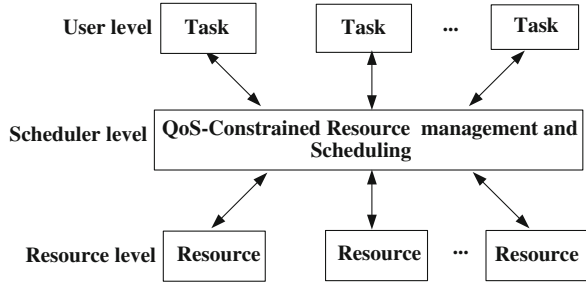 User level Task Task ... Task
Scheduler level QoS-Constrained Resource management and
Scheduling
Resource level Resource Resource ... Resource